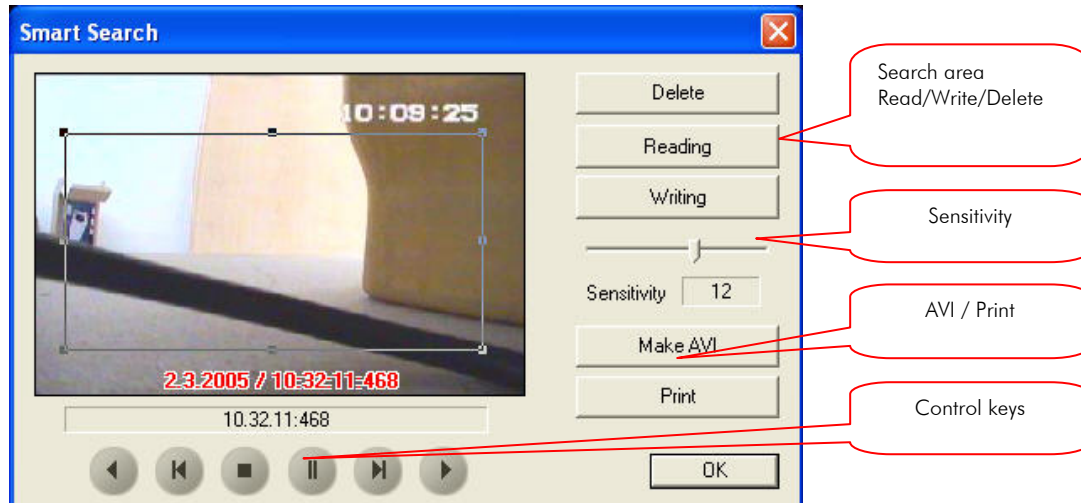 Smart Search
10:09:25
2.3.2005 / 10:32:11:468
10.32.11:468
Delete
Reading
Writing
Sensitivity 12
Make AVI
Print
OK
Search area
Read/Write/Delete
Sensitivity
AVI / Print
Control keys